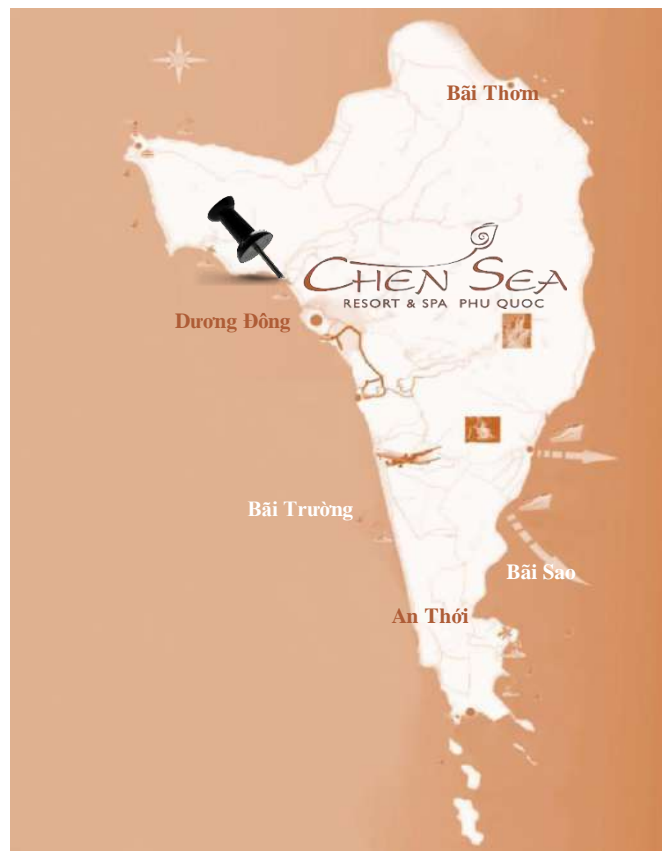 Bãi Thơm
CHEN SEA
RESORT & SPA PHU QUOC
Dương Đông
Bãi Trường
Bãi Sao
An Thới